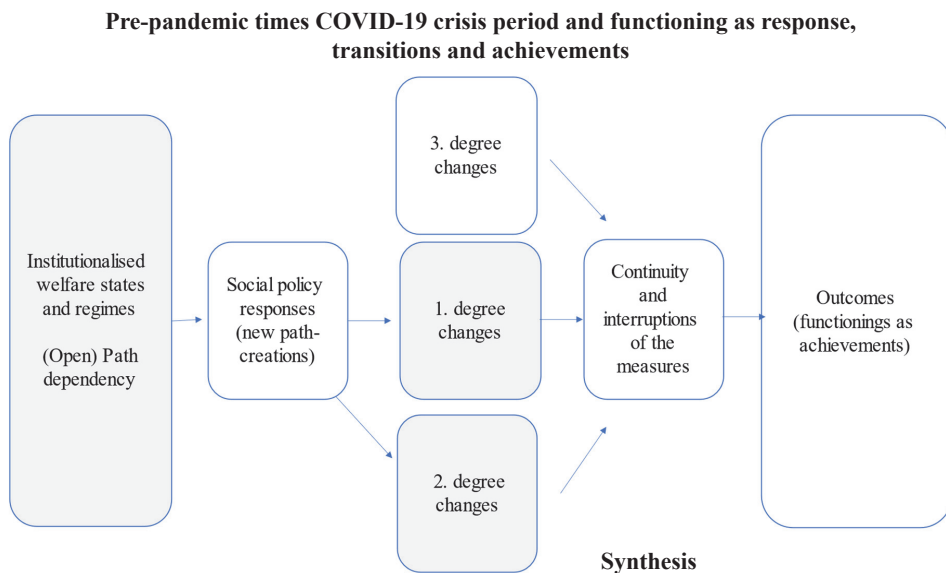 Pre-pandemic times COVID-19 crisis period and functioning as response,
transitions and achievements
Institutionalised
welfare states
and regimes
(Open) Path
dependency
Social policy
responses
(new path-
creations)
3. degree
changes
1. degree
changes
2. degree
changes
Continuity
and
interruptions
of the
measures
Outcomes
(functionings as
achievements)
Synthesis